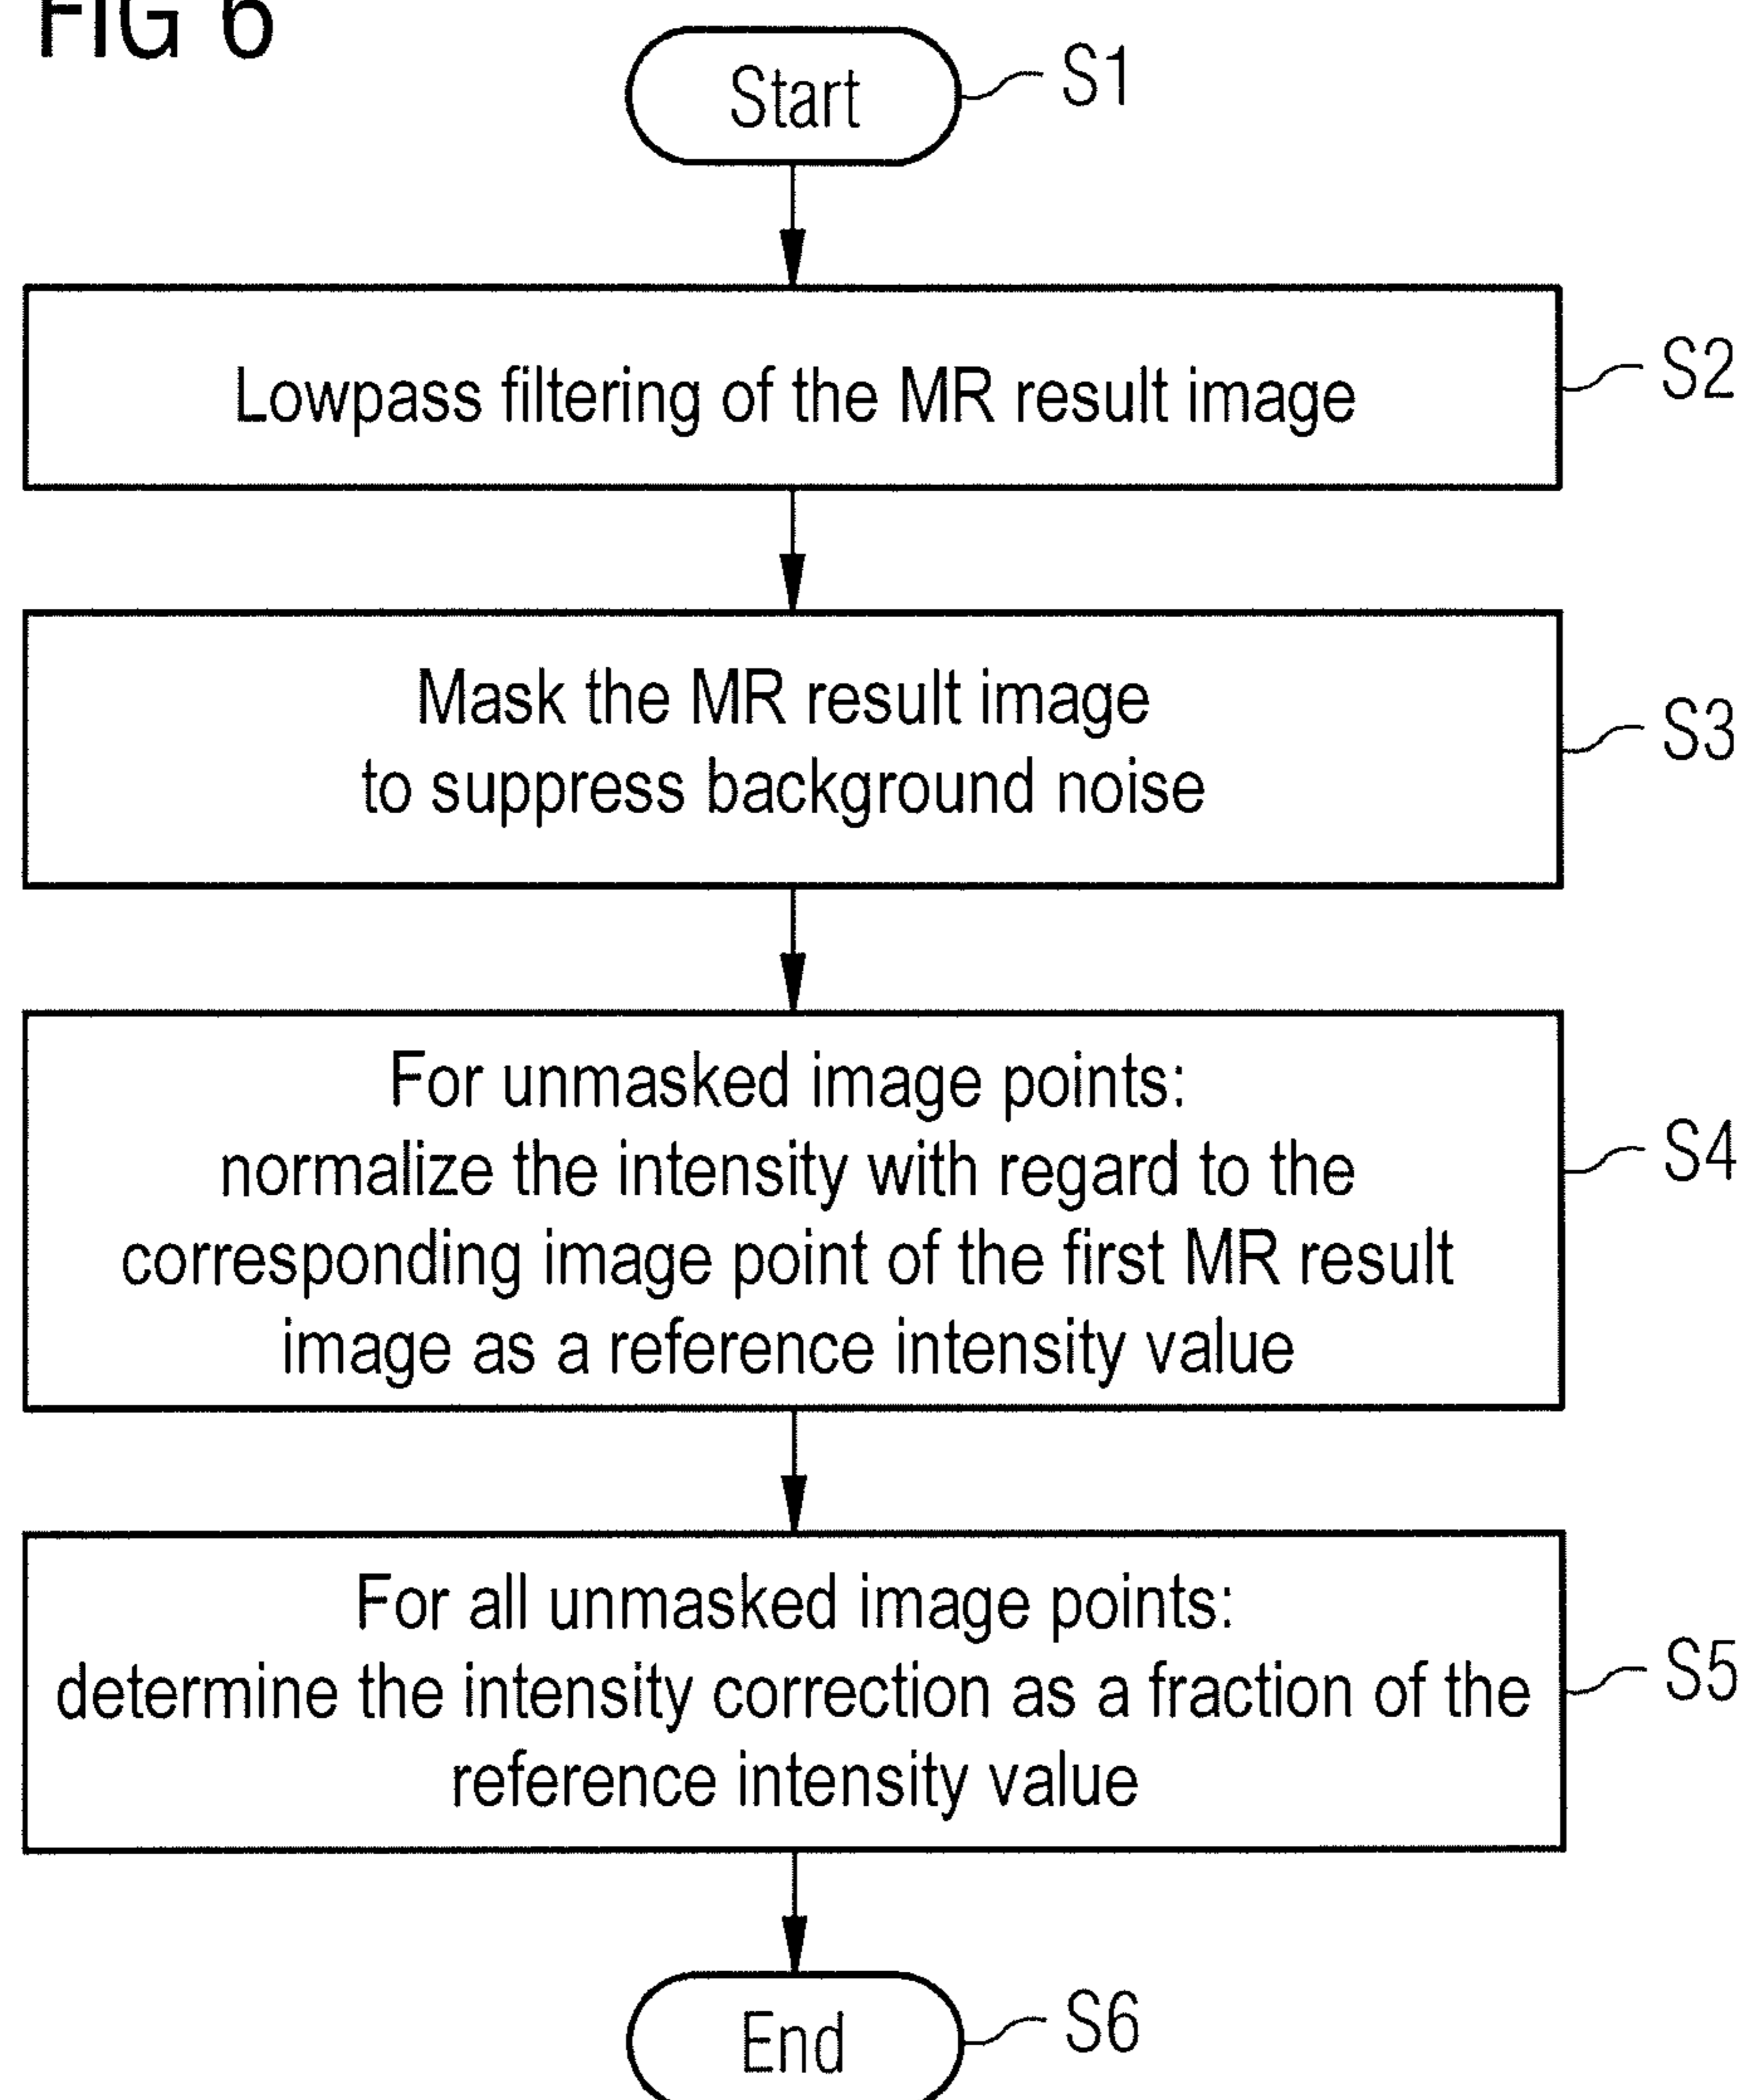 FIG 6
Start
S1
Lowpass filtering of the MR result image
S2
Mask the MR result image
to suppress background noise
S3
For unmasked image points:
normalize the intensity with regard to the
corresponding image point of the first MR result
image as a reference intensity value
S4
For all unmasked image points:
determine the intensity correction as a fraction of the
reference intensity value
S5
End
S6